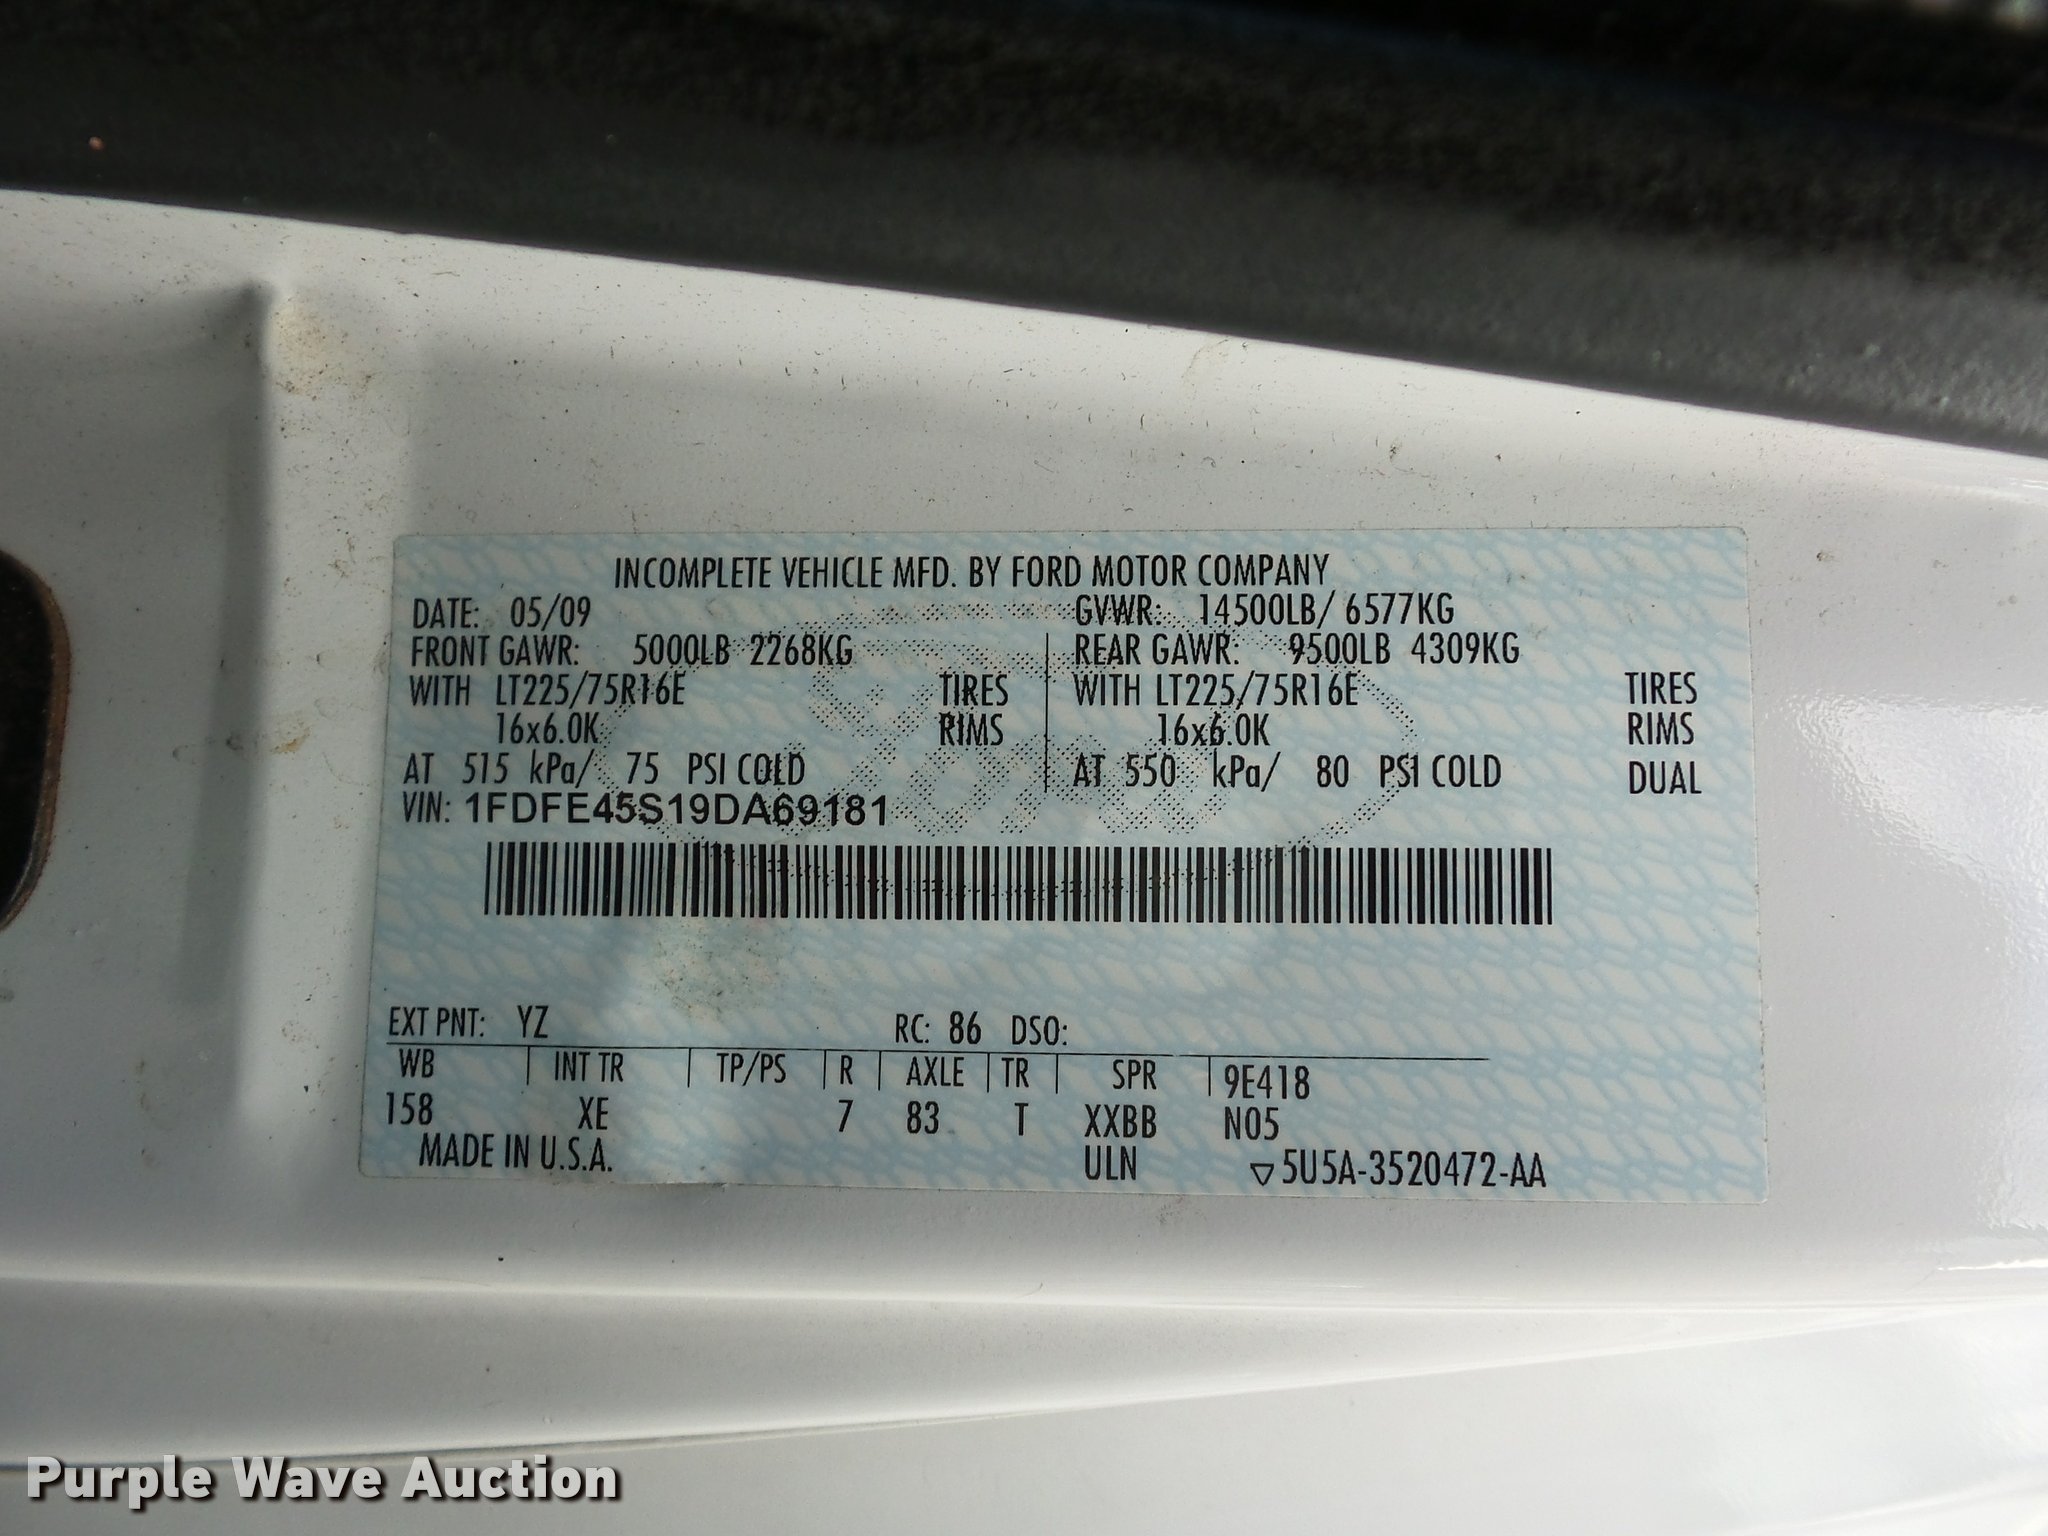 INCOMPLETE VEHICLE MFD. BY FORD MOTOR COMPANY
DATE: 05/09 GVWR: 14500LB/ 6577KG
FRONT GAWR: 5000LB 2268KG REAR GAWR: 9500LB 4309KG
WITH LT225/75R16E TIRES WITH LT225/75R16E TIRES
16x6.0K RIMS 16x6.0K RIMS
AT 515 kPa/ 75 PSI COLD AT 550 kPa/ 80 PSI COLD DUAL
VIN: 1FDFE45S19DA69181
EXT PNT: YZ RC: 86 DSO:
WB INT TR TP/PS R AXLE TR SPR 9E418
158 XE 7 83 T XXBB N05
MADE IN U.S.A. ULN ▽5U5A-3520472-AA
Purple Wave Auction